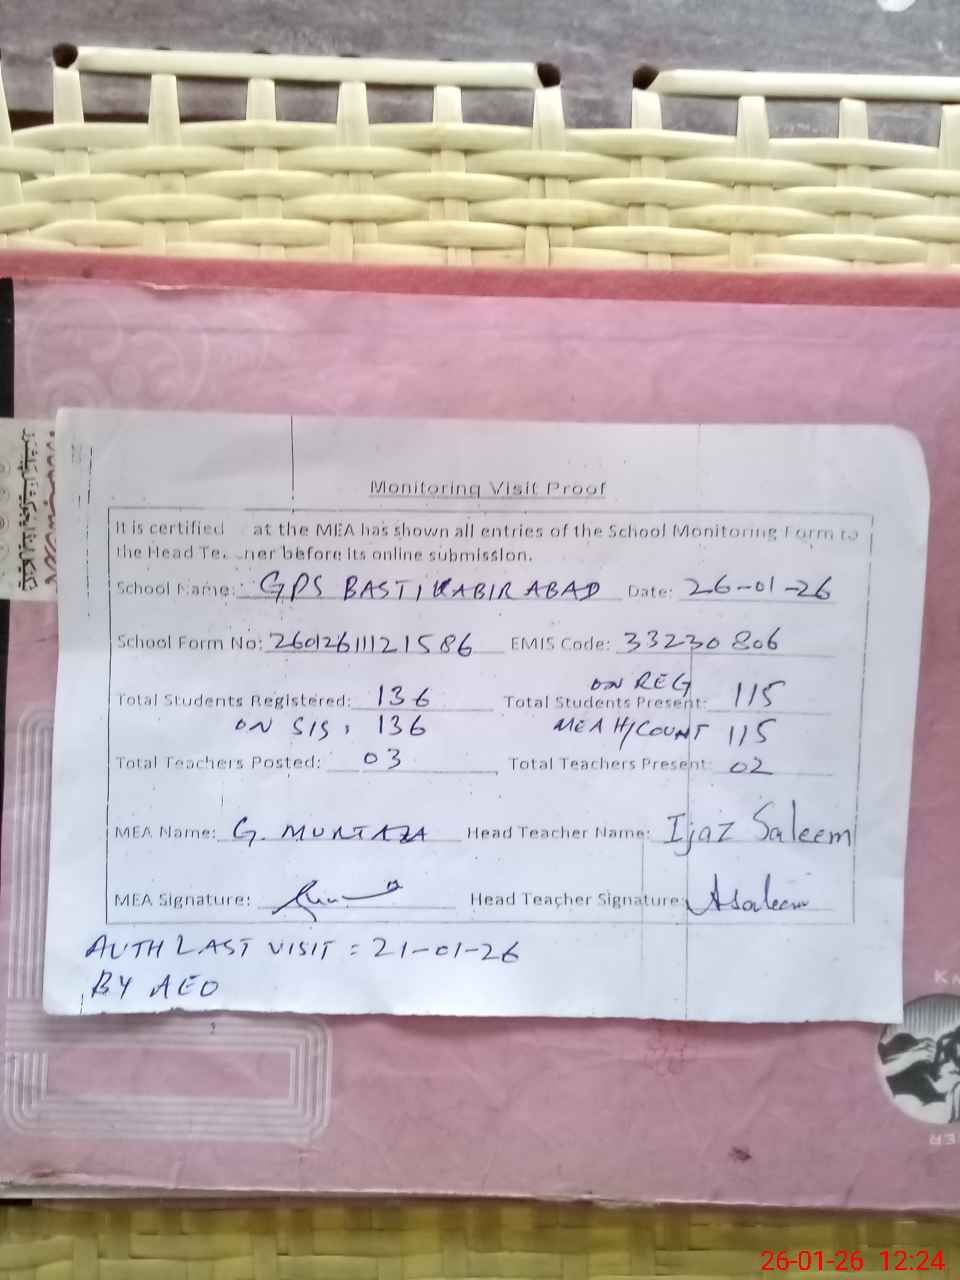 Monitoring Visit Proof
It is certified at the MEA has shown all entries of the School Monitoring Form to
the Head Te. ner before its online submission.
School Name: GPS BASTI KABIR ABAD Date: 26-01-26
School Form No: 260126111121586 EMIS Code: 33230806
ON REG
Total Students Registered: 136 Total Students Present: 115
ON SIS: 136 MEA H/COUNT 115
Total Teachers Posted: 03 Total Teachers Present: 02
MEA Name: G. MURTAZA Head Teacher Name: Ijaz Saleem
MEA Signature: Head Teacher Signature: Asaleem
AUTH LAST VISIT = 21-01-26
BY AEO
26-01-26 12:24